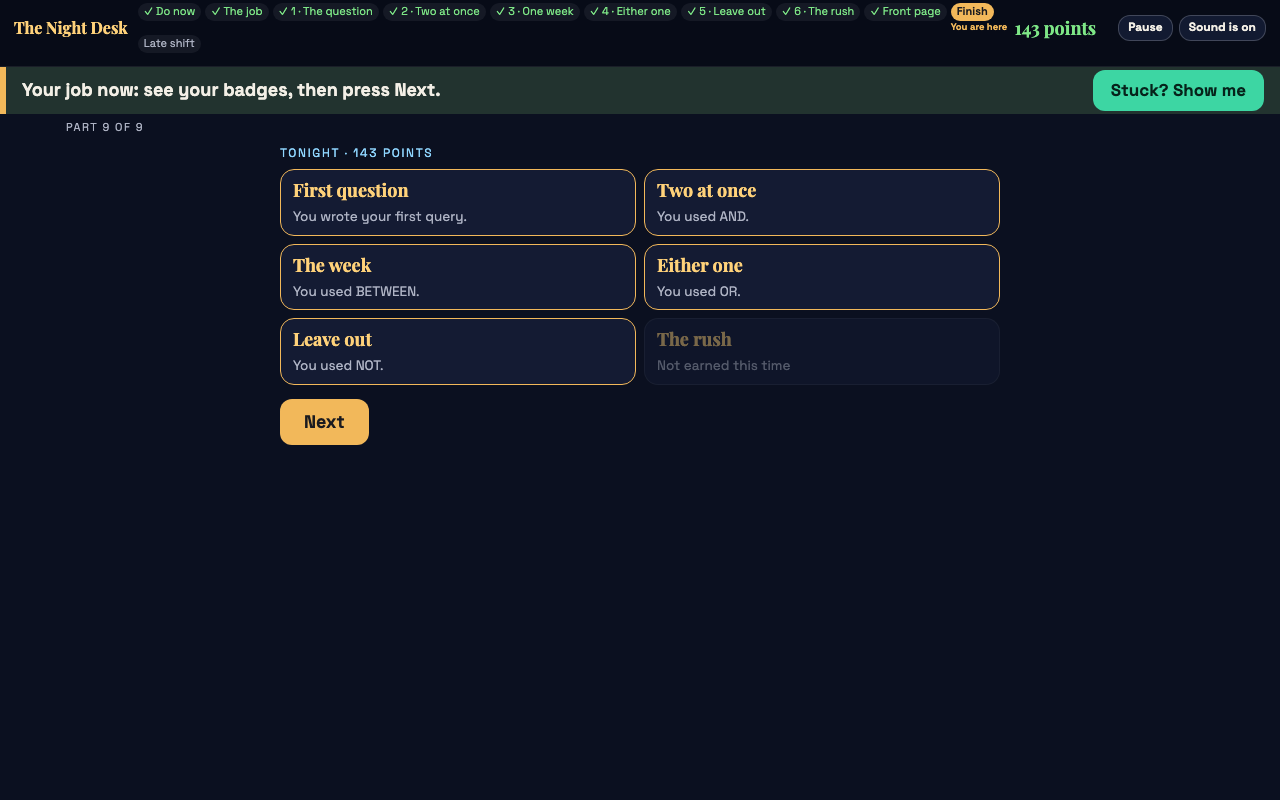 The Night Desk
✓ Do now
✓ The job
✓ 1 · The question
✓ 2 · Two at once
✓ 3 · One week
✓ 4 · Either one
✓ 5 · Leave out
✓ 6 · The rush
✓ Front page
Finish
You are here
Late shift
143 points
Pause
Sound is on
Your job now: see your badges, then press Next.
Stuck? Show me
PART 9 OF 9
TONIGHT · 143 POINTS
First question
You wrote your first query.
Two at once
You used AND.
The week
You used BETWEEN.
Either one
You used OR.
Leave out
You used NOT.
The rush
Not earned this time
Next